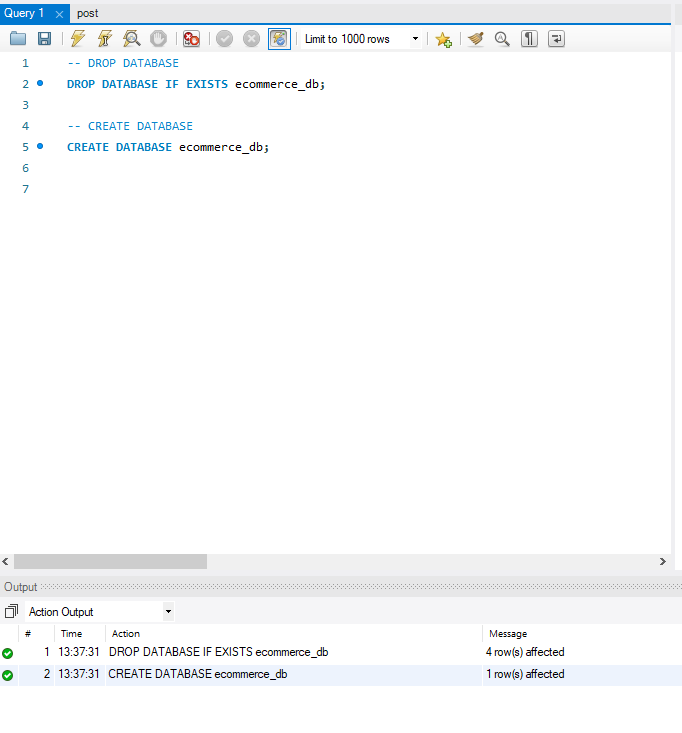 Query 1 × post
Limit to 1000 rows
1 -- DROP DATABASE
2 DROP DATABASE IF EXISTS ecommerce_db;
3
4 -- CREATE DATABASE
5 CREATE DATABASE ecommerce_db;
6
7
Output
Action Output
# Time Action Message
1 13:37:31 DROP DATABASE IF EXISTS ecommerce_db 4 row(s) affected
2 13:37:31 CREATE DATABASE ecommerce_db 1 row(s) affected